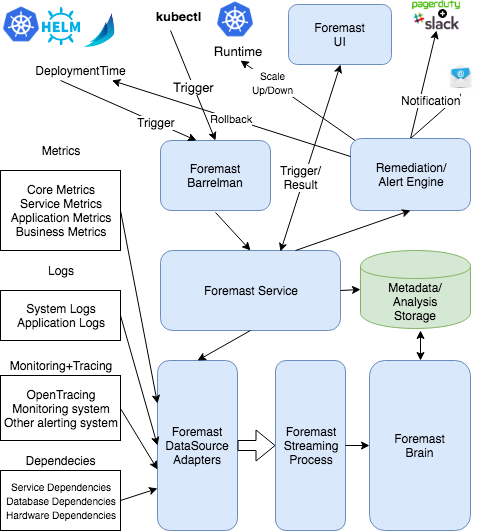 pagerduty
+
slack
HELM
kubectl
Runtime
Foremast
UI
DeploymentTime
Scale
Up/Down
Trigger
Notification
Trigger
Rollback
Metrics
Foremast
Barrelman
Trigger/
Result
Remediation/
Alert Engine
Core Metrics
Service Metrics
Application Metrics
Business Metrics
Logs
Foremast Service
Metadata/
Analysis
Storage
System Logs
Application Logs
Monitoring+Tracing
OpenTracing
Monitoring system
Other alerting system
Foremast
DataSource
Adapters
Foremast
Streaming
Process
Foremast
Brain
Dependecies
Service Dependencies
Database Dependencies
Hardware Dependencies